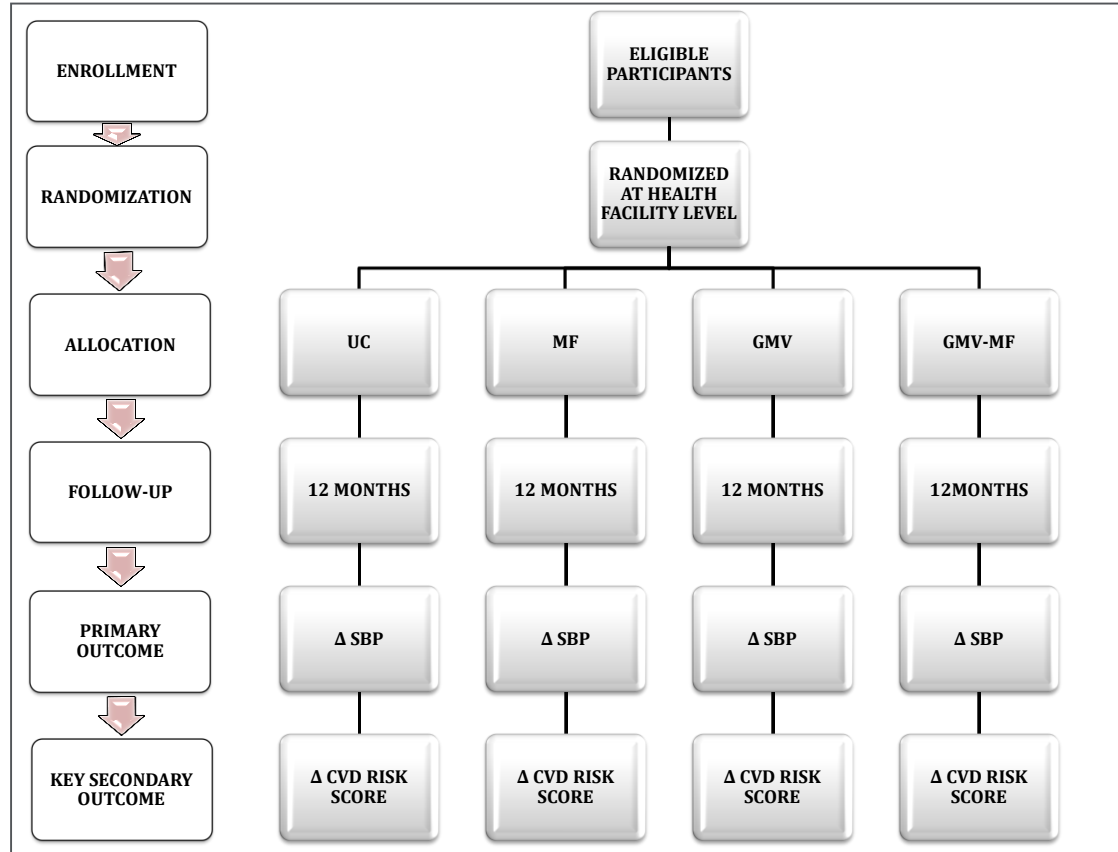 ENROLLMENT
ELIGIBLE
PARTICIPANTS
RANDOMIZATION
RANDOMIZED
AT HEALTH
FACILITY LEVEL
ALLOCATION
UC
MF
GMV
GMV-MF
FOLLOW-UP
12 MONTHS
12 MONTHS
12 MONTHS
12MONTHS
PRIMARY
OUTCOME
Δ SBP
Δ SBP
Δ SBP
Δ SBP
KEY SECONDARY
OUTCOME
Δ CVD RISK
SCORE
Δ CVD RISK
SCORE
Δ CVD RISK
SCORE
Δ CVD RISK
SCORE